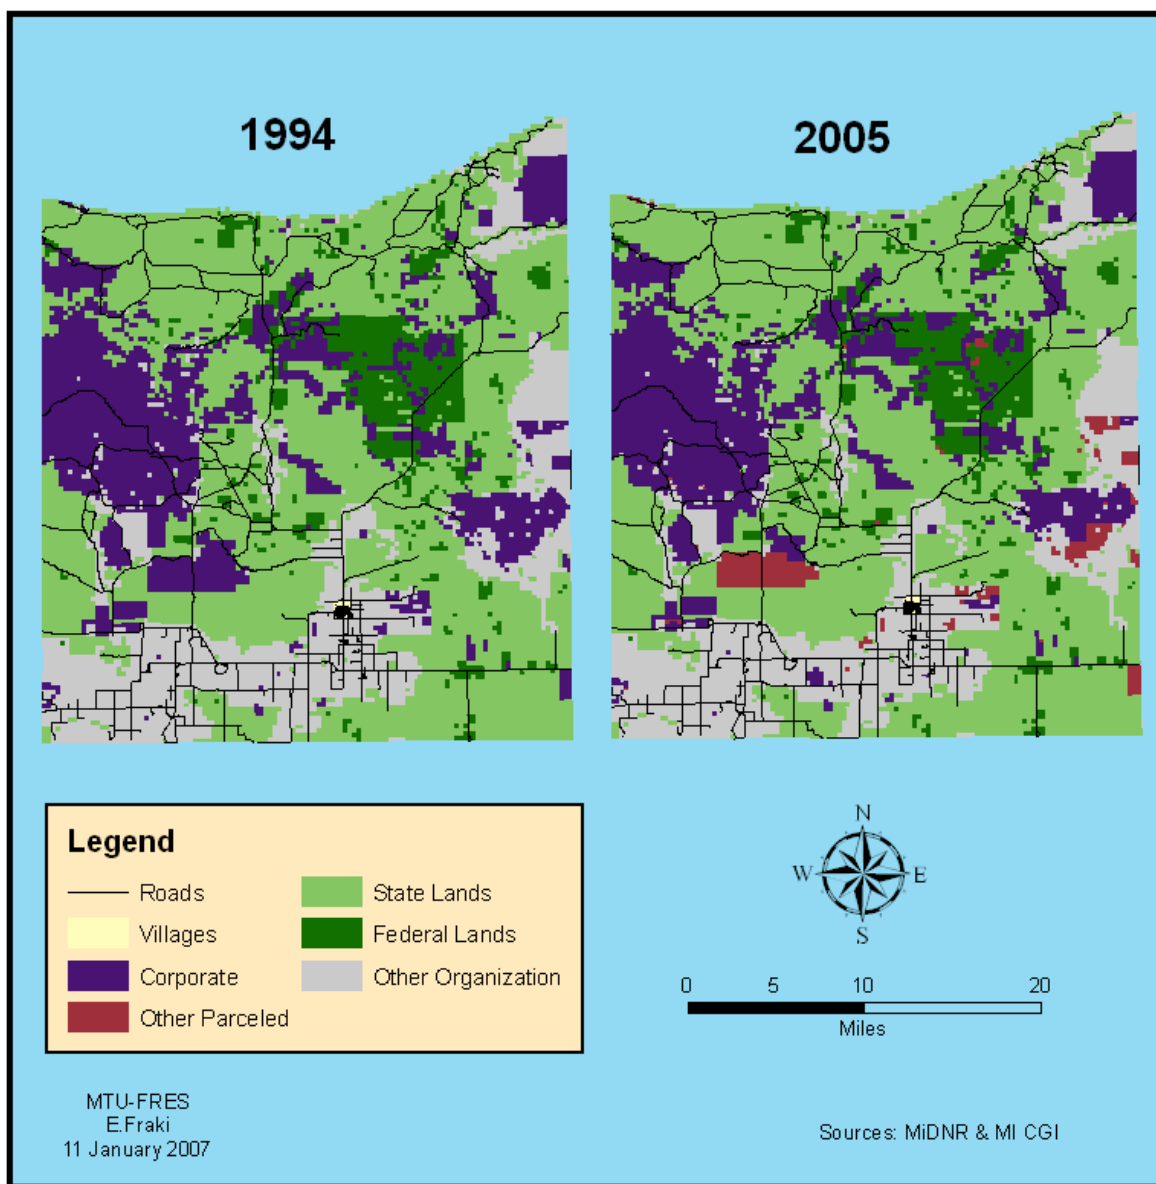 1994
2005
Legend
Roads
State Lands
Villages
Federal Lands
Corporate
Other Organization
Other Parceled
N
W
E
S
0 5 10 20
Miles
MTU-FRES
E.Fraki
11 January 2007
Sources: MiDNR & MI CGI